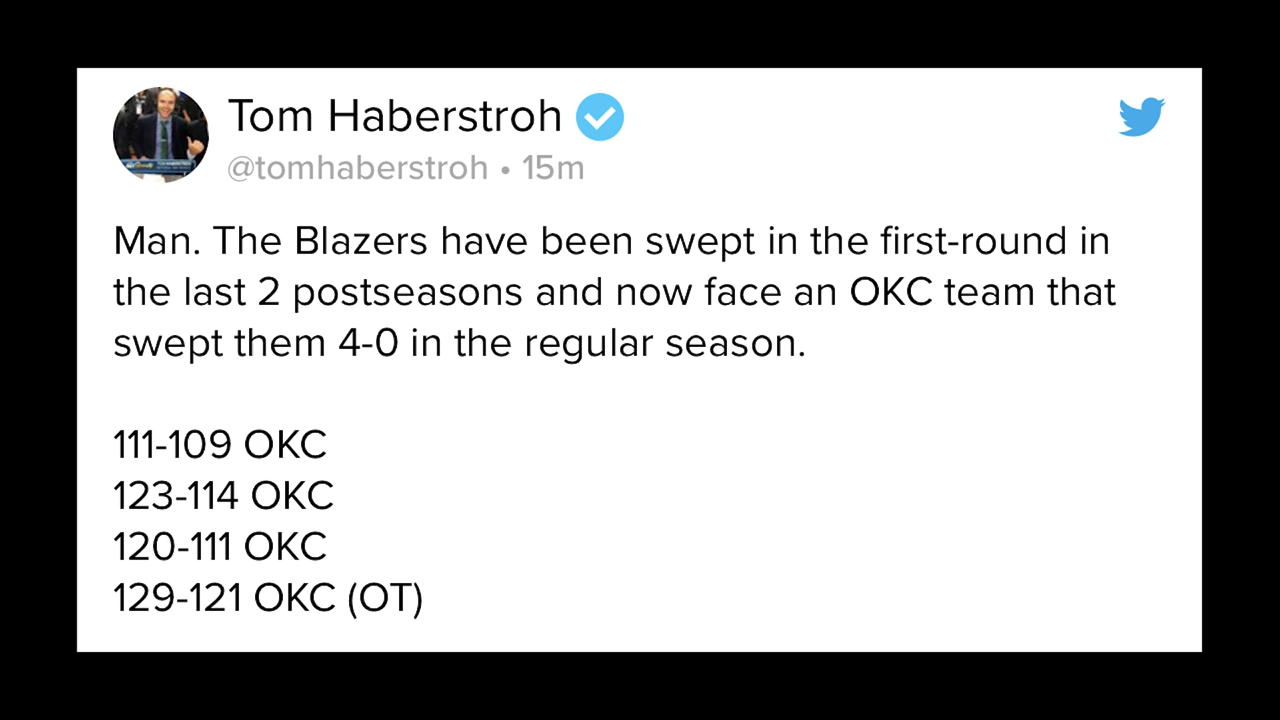 Tom Haberstroh
@tomhaberstroh • 15m
Man. The Blazers have been swept in the first-round in
the last 2 postseasons and now face an OKC team that
swept them 4-0 in the regular season.
111-109 OKC
123-114 OKC
120-111 OKC
129-121 OKC (OT)